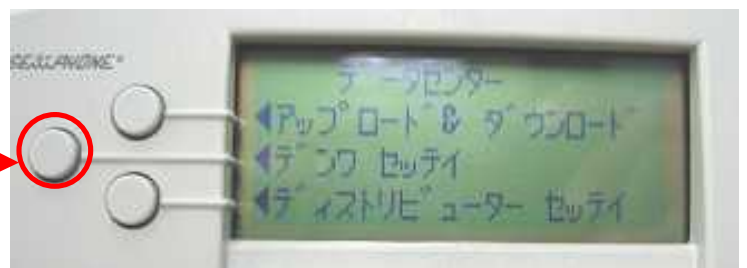 データセンター
◀アップロード & ダウンロード
◀デンワ セッテイ
◀ディストリビューター セッテイ